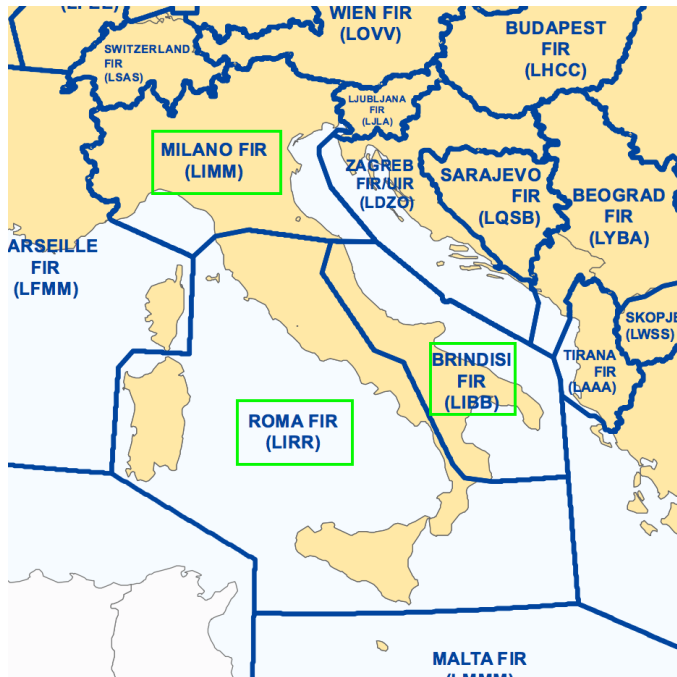 WIEN FIR
(LOVV)
BUDAPEST
FIR
(LHCC)
SWITZERLAND
FIR
(LSAS)
LJUBLJANA
FIR
(LJLA)
MILANO FIR
(LIMM)
ZAGREB
FIR/UIR
(LDZO)
SARAJEVO
FIR
(LQSB)
BEOGRAD
FIR
(LYBA)
ARSEILLE
FIR
(LFMM)
SKOPJE
(LWSS)
TIRANA
FIR
(LAAA)
BRINDISI
FIR
(LIBB)
ROMA FIR
(LIRR)
MALTA FIR
(LMMM)